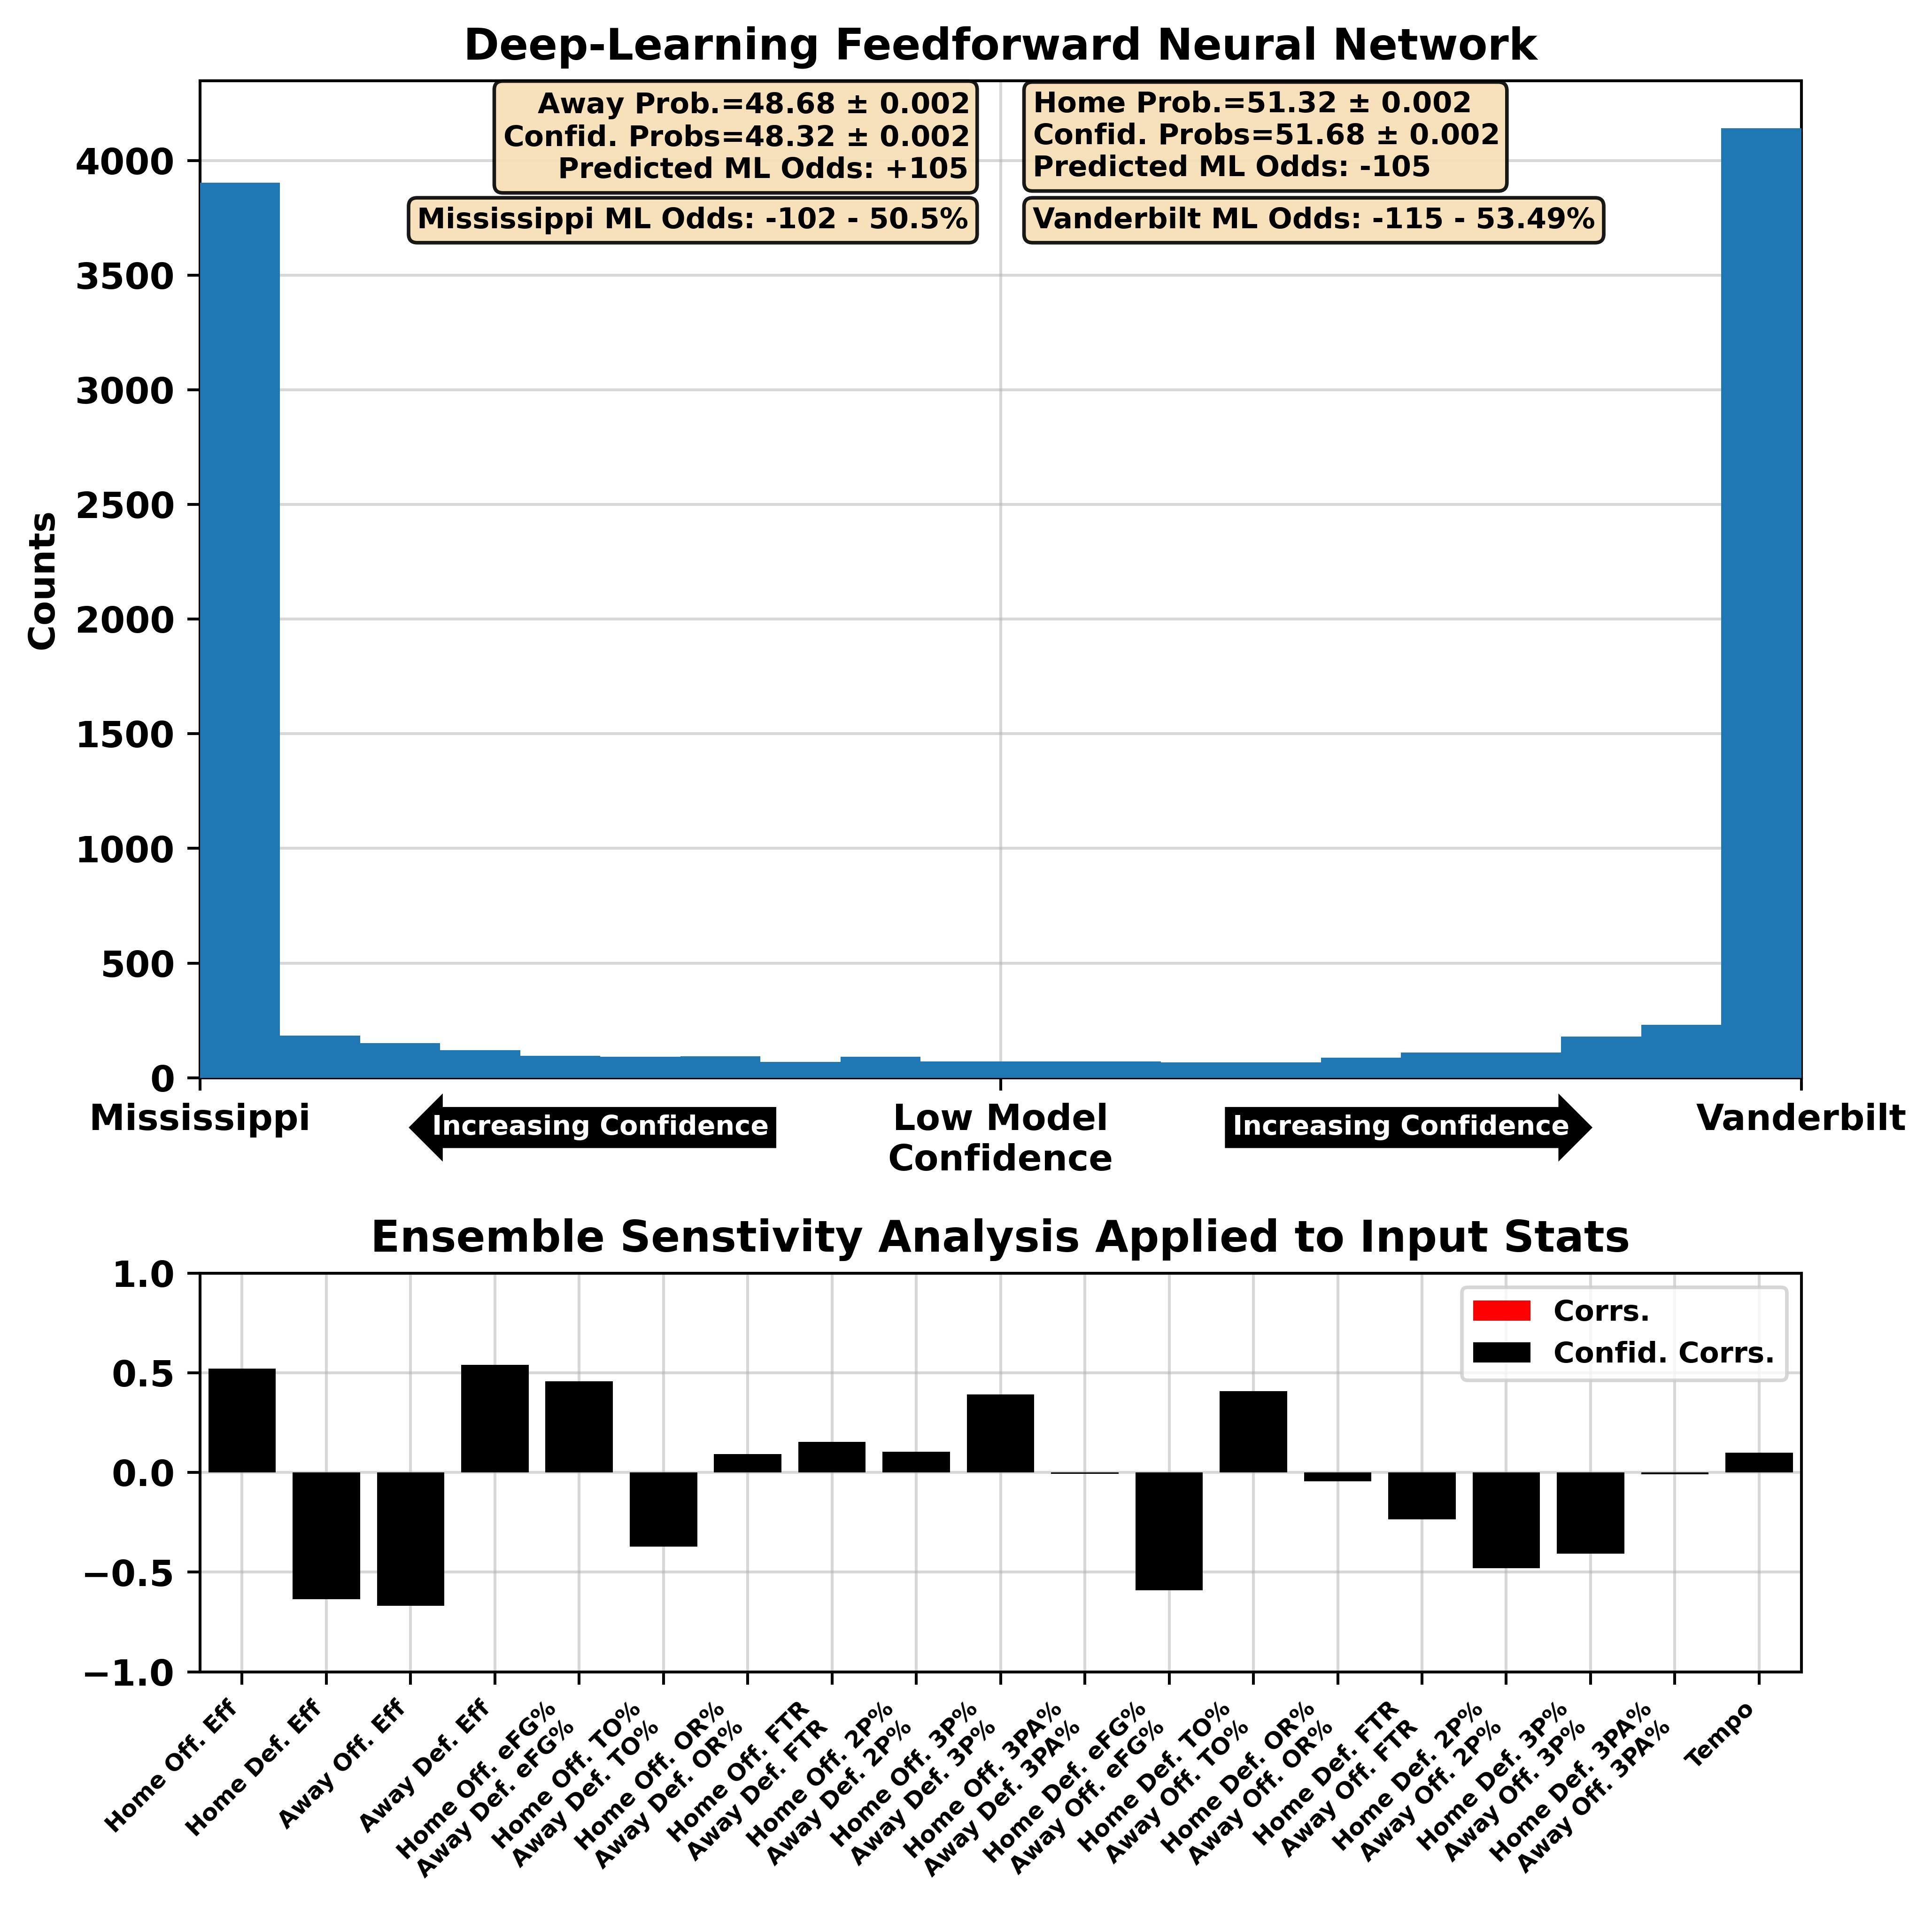 Deep-Learning Feedforward Neural Network
Away Prob.=48.68 ± 0.002
Confid. Probs=48.32 ± 0.002
Predicted ML Odds: +105
Home Prob.=51.32 ± 0.002
Confid. Probs=51.68 ± 0.002
Predicted ML Odds: -105
Mississippi ML Odds: -102 - 50.5%
Vanderbilt ML Odds: -115 - 53.49%
4000
3500
3000
2500
2000
1500
1000
500
0
Counts
Mississippi
Increasing Confidence
Low Model
Confidence
Increasing Confidence
Vanderbilt
Ensemble Senstivity Analysis Applied to Input Stats
1.0
0.5
0.0
−0.5
−1.0
Corrs.
Confid. Corrs.
Home Off. Eff
Home Def. Eff
Away Off. Eff
Away Def. Eff
Home Off. eFG%
Away Def. eFG%
Home Off. TO%
Away Def. TO%
Home Off. OR%
Away Def. OR%
Home Off. FTR
Away Def. FTR
Home Off. 2P%
Away Def. 2P%
Home Off. 3P%
Away Def. 3P%
Home Off. 3PA%
Away Def. 3PA%
Home Def. eFG%
Away Off. eFG%
Home Def. TO%
Away Off. TO%
Home Def. OR%
Away Off. OR%
Home Def. FTR
Away Off. FTR
Home Def. 2P%
Away Off. 2P%
Home Def. 3P%
Away Off. 3P%
Home Def. 3PA%
Away Off. 3PA%
Tempo